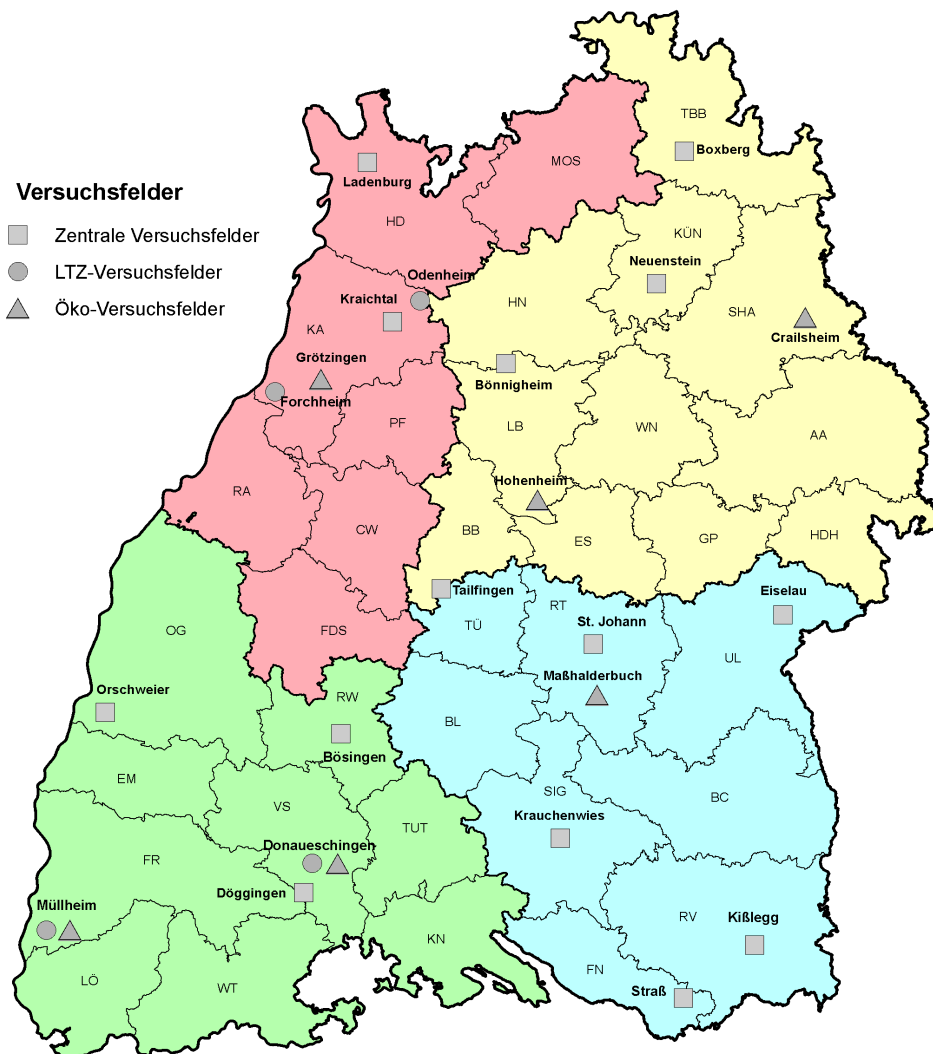 TBB
Boxberg
MOS
Ladenburg
Versuchsfelder
HD
KÜN
Zentrale Versuchsfelder
Neuenstein
LTZ-Versuchsfelder
Odenheim
Kraichtal
HN
Öko-Versuchsfelder
SHA
KA
Crailsheim
Grötzingen
Bönnigheim
Forchheim
PF
LB
WN
AA
Hohenheim
RA
CW
BB
ES
GP
HDH
Tailfingen
Eiselau
RT
OG
FDS
TÜ
St. Johann
UL
Maßhalderbuch
Orschweier
RW
BL
Bösingen
EM
VS
SIG
BC
Krauchenwies
TUT
Donaueschingen
FR
Döggingen
Müllheim
RV
Kißlegg
KN
FN
LÖ
WT
Straß